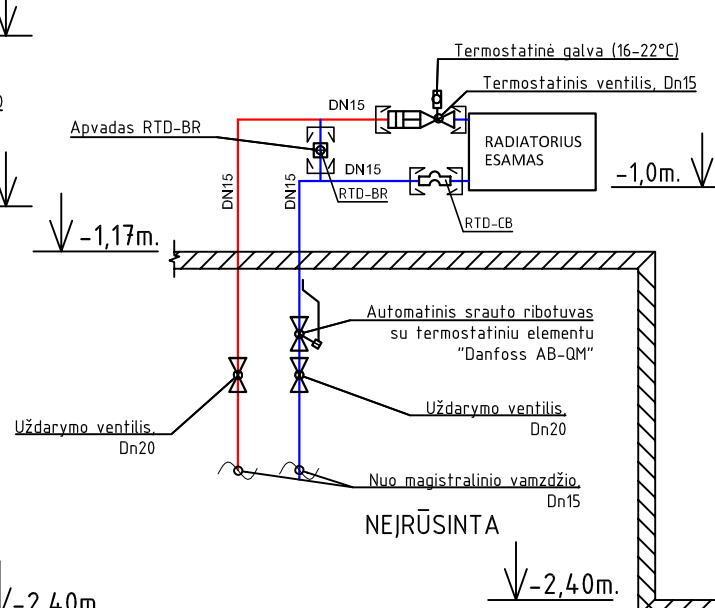 Termostatinė galva (16-22°C)
Termostatinis ventilis, Dn15
DN15
Apvadas RTD-BR
RADIATORIUS
ESAMAS
DN15
-1,0m.
DN15
DN15
RTD-BR
RTD-CB
-1,17m.
Automatinis srauto ribotuvas
su termostatiniu elementu
"Danfoss AB-QM"
Uždarymo ventilis,
Dn20
Uždarymo ventilis,
Dn20
Nuo magistralinio vamzdžio,
Dn15
NEĮRŪSINTA
-2,40m.
-2,40m